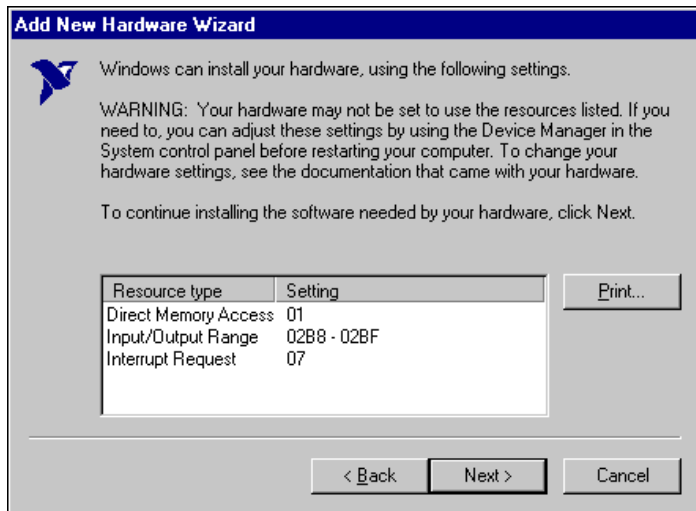 Add New Hardware Wizard
Windows can install your hardware, using the following settings.
WARNING: Your hardware may not be set to use the resources listed. If you
need to, you can adjust these settings by using the Device Manager in the
System control panel before restarting your computer. To change your
hardware settings, see the documentation that came with your hardware.
To continue installing the software needed by your hardware, click Next.
Resource type Setting
Direct Memory Access 01
Input/Output Range 02B8 - 02BF
Interrupt Request 07
Print...
< Back Next > Cancel